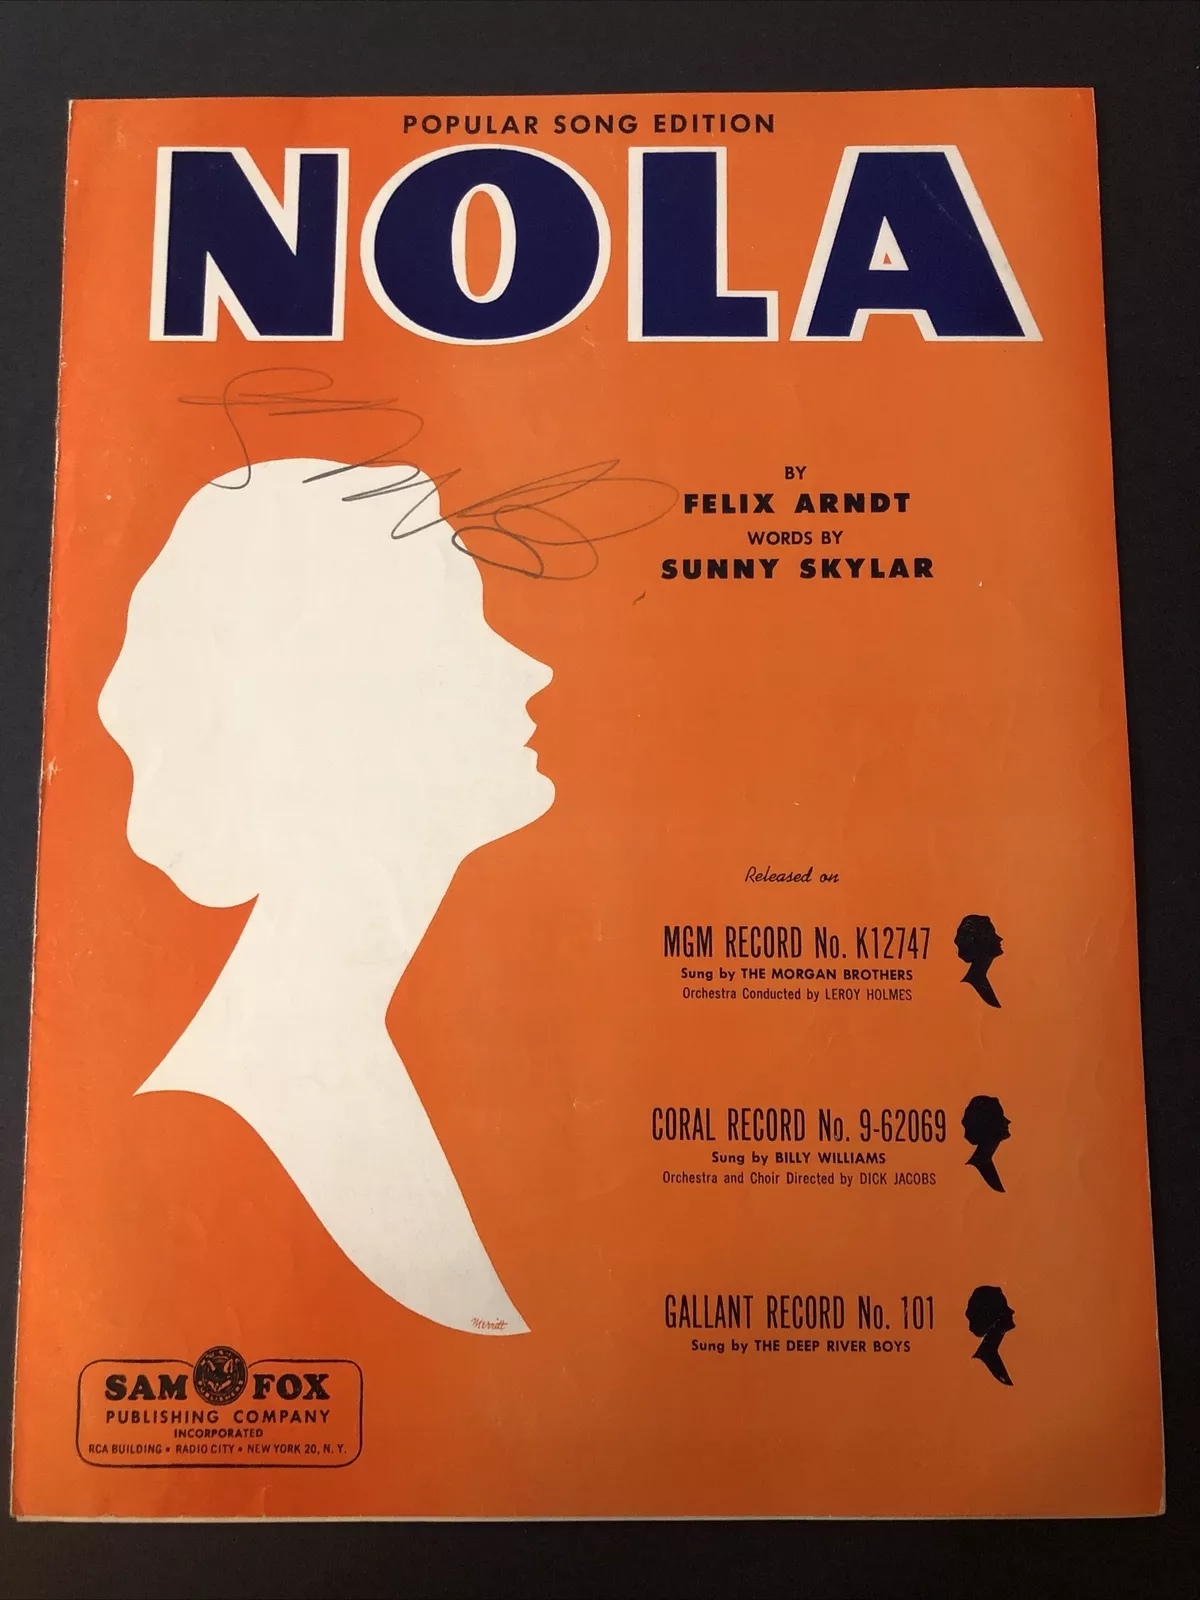 POPULAR SONG EDITION
NOLA
BY
FELIX ARNDT
WORDS BY
SUNNY SKYLAR
Released on
MGM RECORD No. K12747
Sung by THE MORGAN BROTHERS
Orchestra Conducted by LEROY HOLMES
CORAL RECORD No. 9-62069
Sung by BILLY WILLIAMS
Orchestra and Choir Directed by DICK JACOBS
GALLANT RECORD No. 101
Sung by THE DEEP RIVER BOYS
Merritt
SAM FOX
PUBLISHING COMPANY
INCORPORATED
RCA BUILDING • RADIO CITY • NEW YORK 20, N. Y.